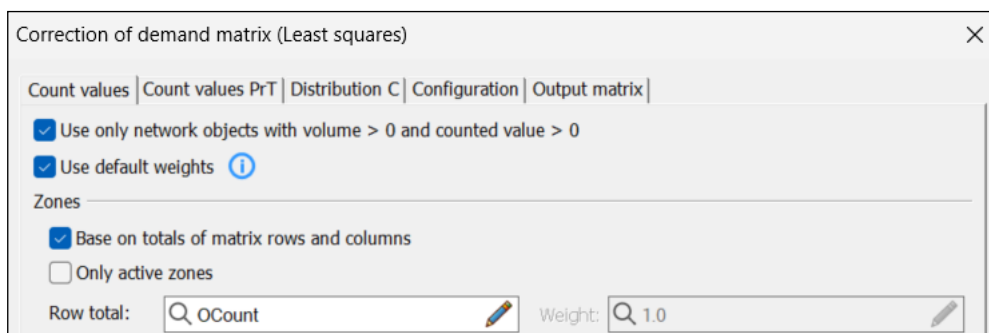 Correction of demand matrix (Least squares)
Count values Count values PrT Distribution C Configuration Output matrix
Use only network objects with volume > 0 and counted value > 0
Use default weights
Zones
Base on totals of matrix rows and columns
Only active zones
Row total: OCount Weight: 1.0